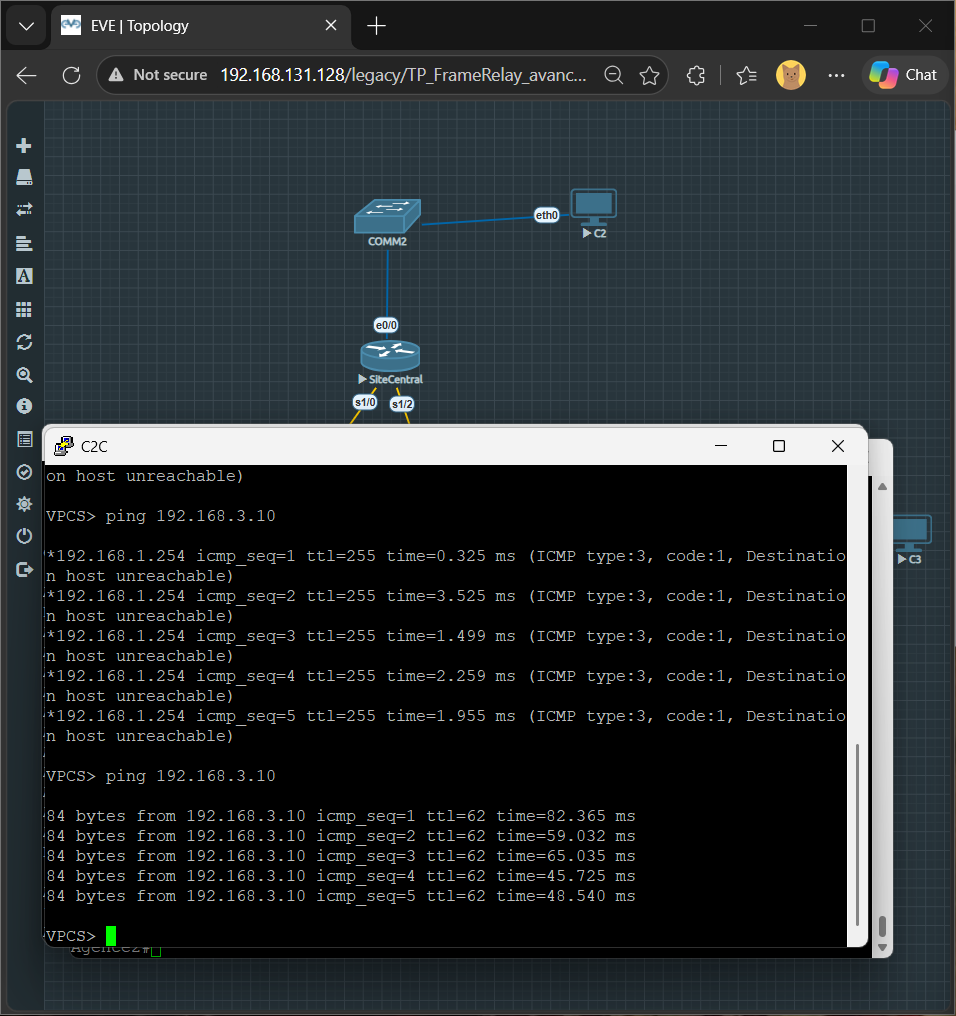 EVE | Topology
Not secure 192.168.131.128/legacy/TP_FrameRelay_avanc...
Chat
eth0
COMM2
C2
e0/0
SiteCentral
s1/0
s1/2
C2C
on host unreachable)
VPCS> ping 192.168.3.10
*192.168.1.254 icmp_seq=1 ttl=255 time=0.325 ms (ICMP type:3, code:1, Destinatio
n host unreachable)
*192.168.1.254 icmp_seq=2 ttl=255 time=3.525 ms (ICMP type:3, code:1, Destinatio
n host unreachable)
*192.168.1.254 icmp_seq=3 ttl=255 time=1.499 ms (ICMP type:3, code:1, Destinatio
n host unreachable)
*192.168.1.254 icmp_seq=4 ttl=255 time=2.259 ms (ICMP type:3, code:1, Destinatio
n host unreachable)
*192.168.1.254 icmp_seq=5 ttl=255 time=1.955 ms (ICMP type:3, code:1, Destinatio
n host unreachable)
VPCS> ping 192.168.3.10
84 bytes from 192.168.3.10 icmp_seq=1 ttl=62 time=82.365 ms
84 bytes from 192.168.3.10 icmp_seq=2 ttl=62 time=59.032 ms
84 bytes from 192.168.3.10 icmp_seq=3 ttl=62 time=65.035 ms
84 bytes from 192.168.3.10 icmp_seq=4 ttl=62 time=45.725 ms
84 bytes from 192.168.3.10 icmp_seq=5 ttl=62 time=48.540 ms
VPCS>
Agence2#
C3